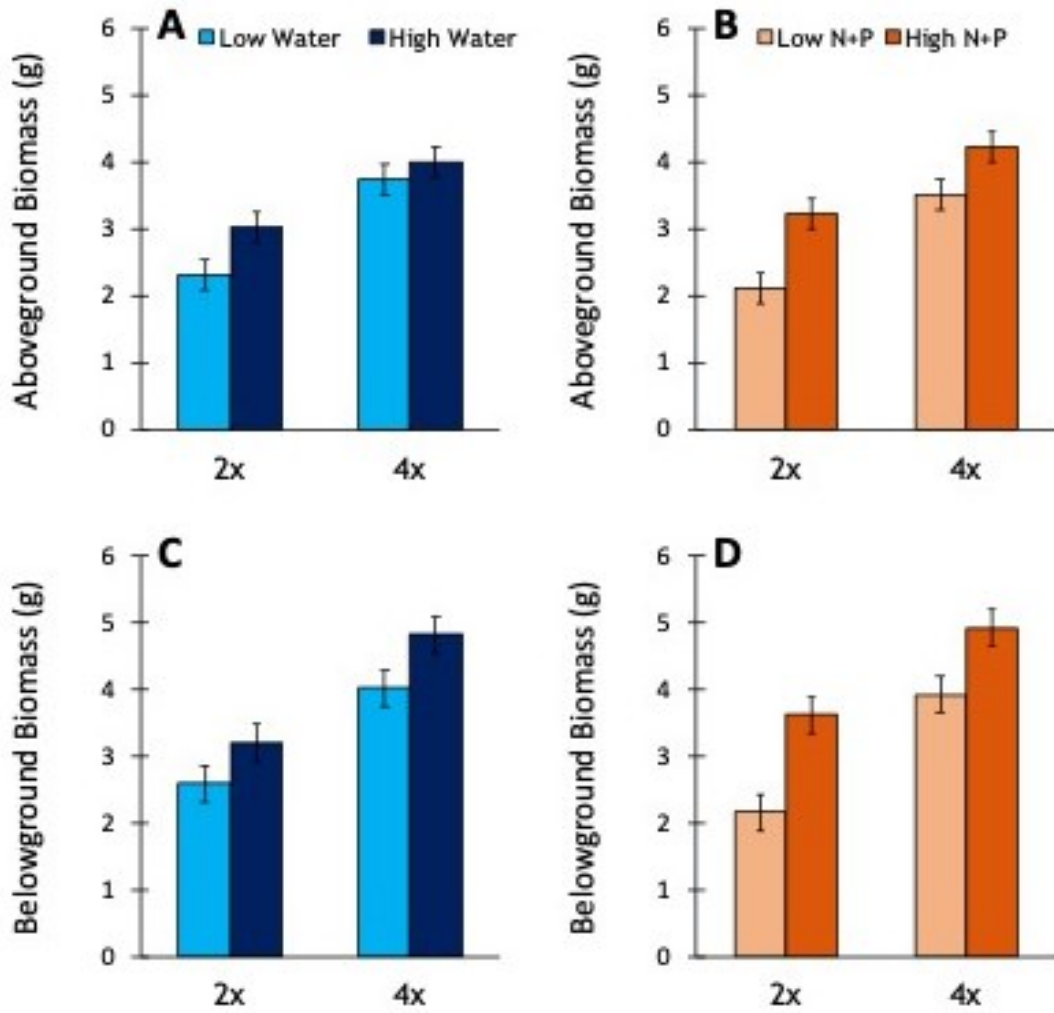 A Low Water High Water
Aboveground Biomass (g)
6
5
4
3
2
1
0
2x 4x
B Low N+P High N+P
Aboveground Biomass (g)
6
5
4
3
2
1
0
2x 4x
C
Belowground Biomass (g)
6
5
4
3
2
1
0
2x 4x
D
Belowground Biomass (g)
6
5
4
3
2
1
0
2x 4x